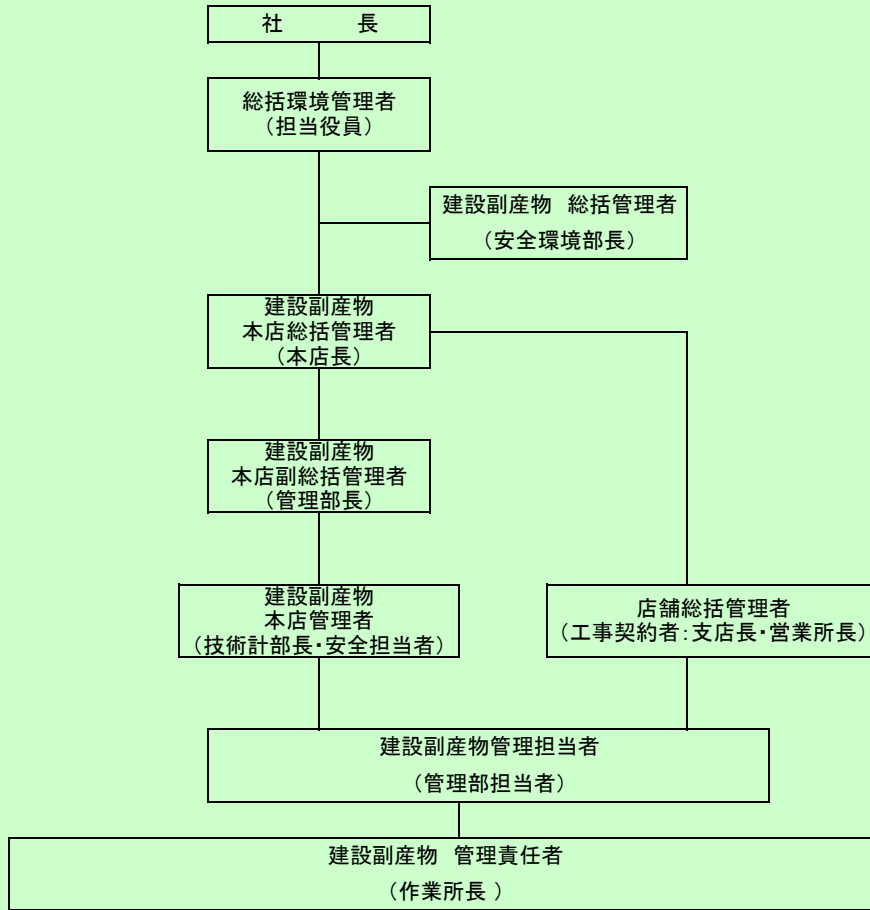 社　　長
総括環境管理者
（担当役員）
建設副産物　総括管理者
（安全環境部長）
建設副産物
本店総括管理者
（本店長）
建設副産物
本店副総括管理者
（管理部長）
建設副産物
本店管理者
（技術計部長・安全担当者）
店舗総括管理者
（工事契約者：支店長・営業所長）
建設副産物管理担当者
（管理部担当者）
建設副産物　管理責任者
（作業所長 ）